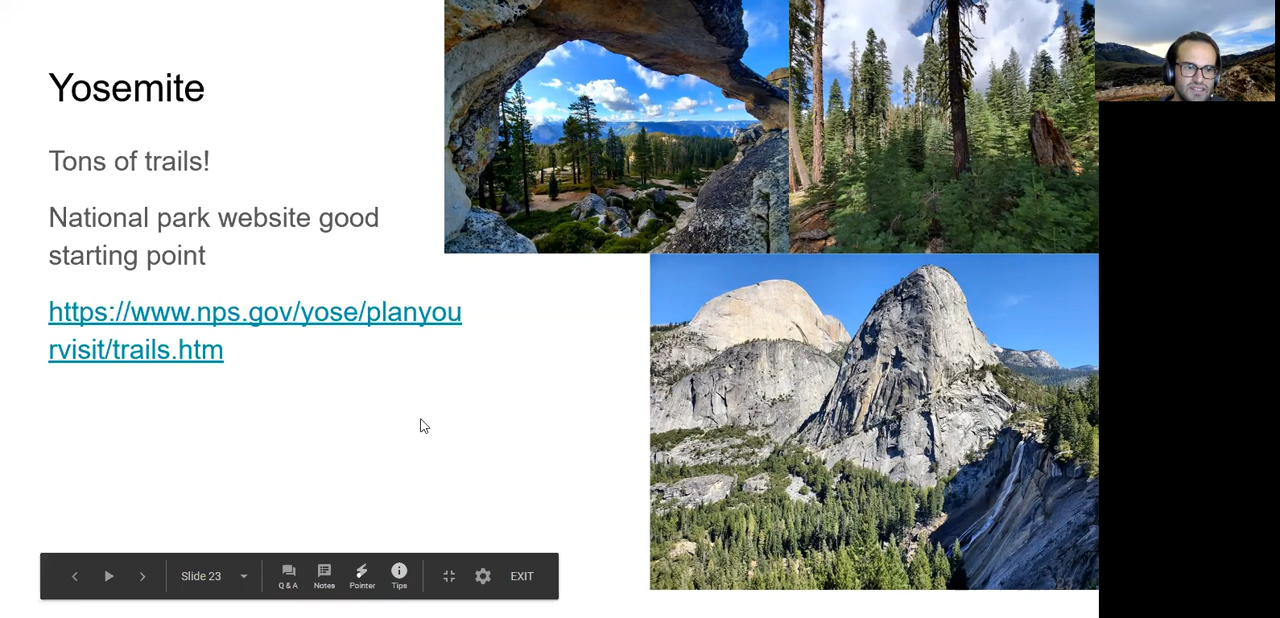 Yosemite
Tons of trails!
National park website good
starting point
https://www.nps.gov/yose/planyou
rvisit/trails.htm
Slide 23
Q & A
Notes
Pointer
Tips
EXIT